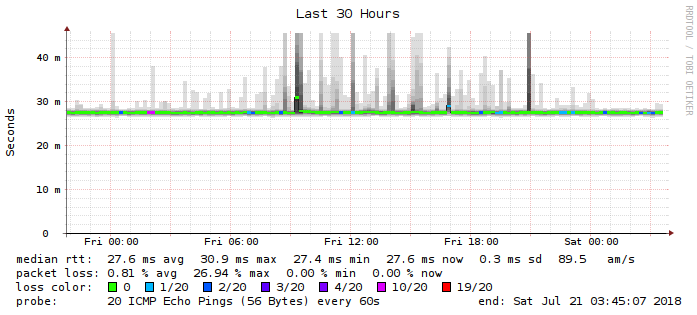 Last 30 Hours
RRDTOOL / TOBI OETIKER
Seconds
40 m
30 m
20 m
10 m
0
Fri 00:00 Fri 06:00 Fri 12:00 Fri 18:00 Sat 00:00
median rtt: 27.6 ms avg 30.9 ms max 27.4 ms min 27.6 ms now 0.3 ms sd 89.5 am/s
packet loss: 0.81 % avg 26.94 % max 0.00 % min 0.00 % now
loss color: 0 1/20 2/20 3/20 4/20 10/20 19/20
probe: 20 ICMP Echo Pings (56 Bytes) every 60s end: Sat Jul 21 03:45:07 2018